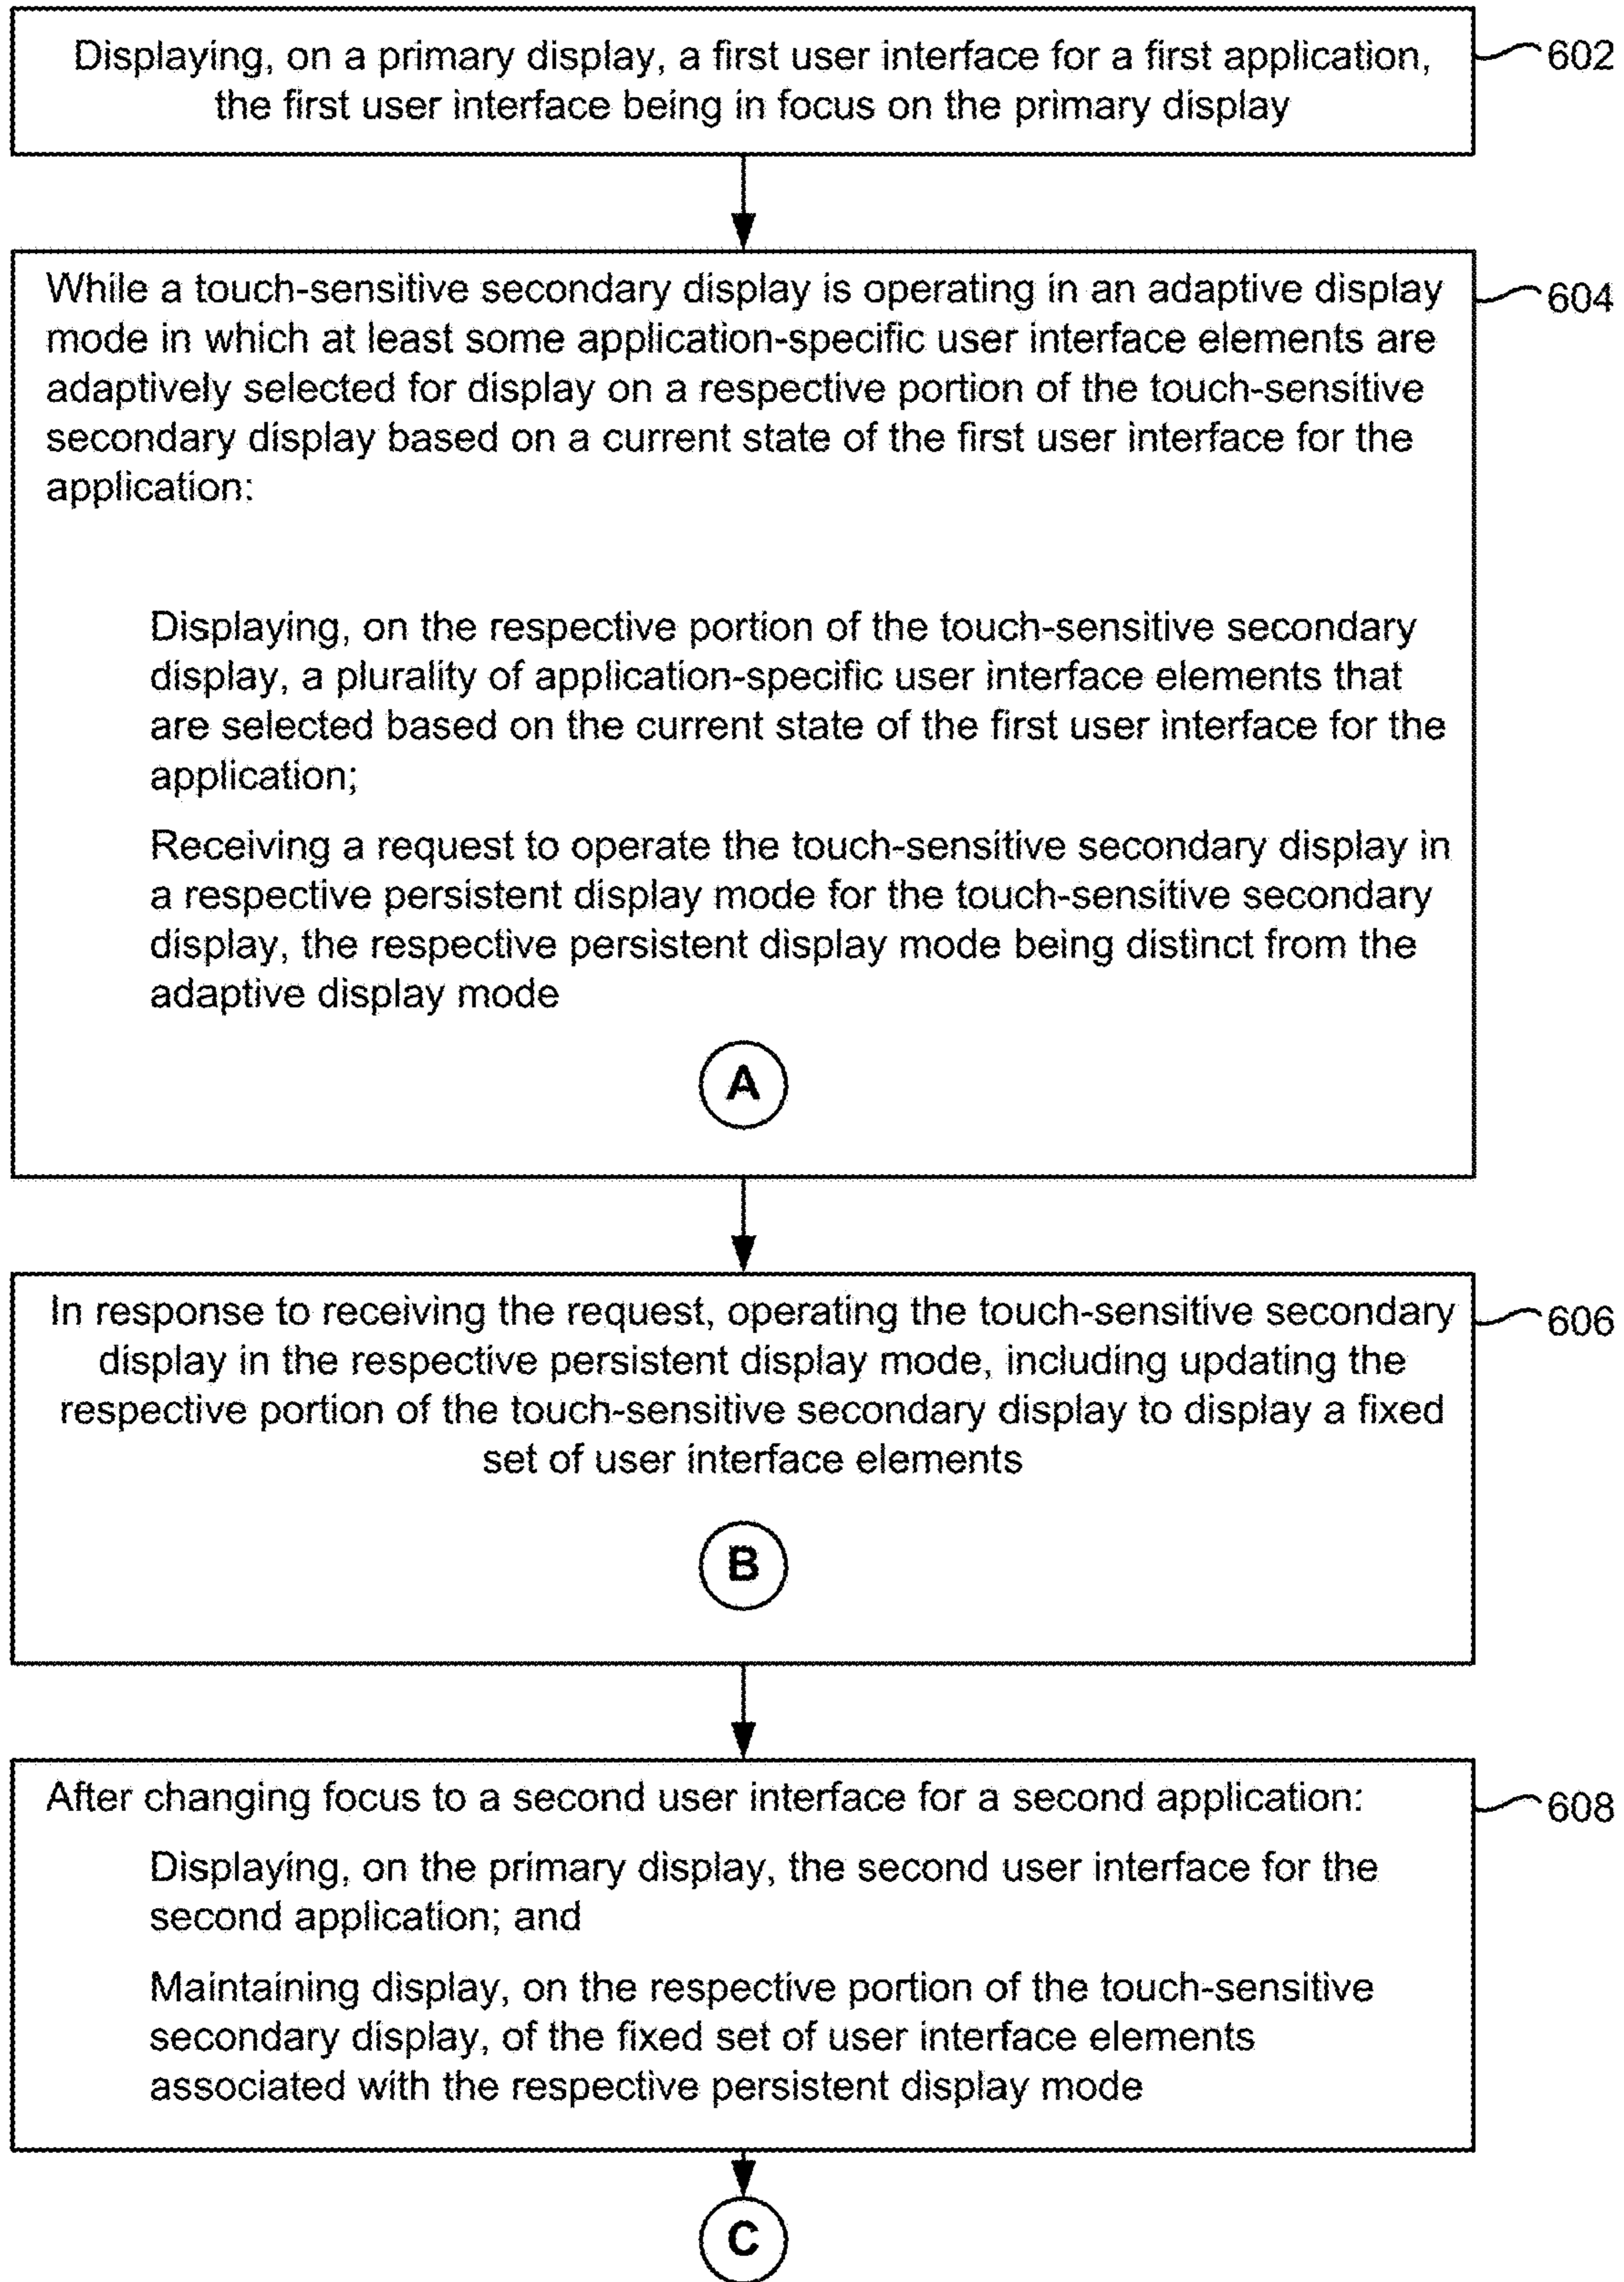 Displaying, on a primary display, a first user interface for a first application,
the first user interface being in focus on the primary display
602
While a touch-sensitive secondary display is operating in an adaptive display
mode in which at least some application-specific user interface elements are
adaptively selected for display on a respective portion of the touch-sensitive
secondary display based on a current state of the first user interface for the
application:
604
Displaying, on the respective portion of the touch-sensitive secondary
display, a plurality of application-specific user interface elements that
are selected based on the current state of the first user interface for the
application;
Receiving a request to operate the touch-sensitive secondary display in
a respective persistent display mode for the touch-sensitive secondary
display, the respective persistent display mode being distinct from the
adaptive display mode
A
In response to receiving the request, operating the touch-sensitive secondary
display in the respective persistent display mode, including updating the
respective portion of the touch-sensitive secondary display to display a fixed
set of user interface elements
606
B
After changing focus to a second user interface for a second application:
608
Displaying, on the primary display, the second user interface for the
second application; and
Maintaining display, on the respective portion of the touch-sensitive
secondary display, of the fixed set of user interface elements
associated with the respective persistent display mode
C